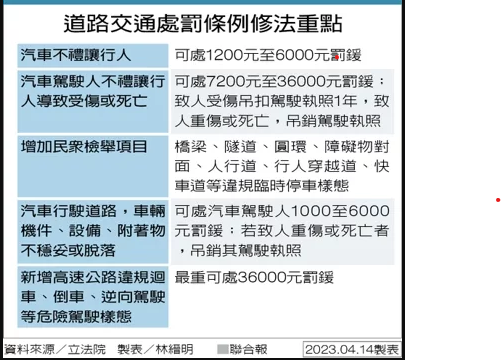 道路交通處罰條例修法重點
汽車不禮讓行人
可處1200元至6000元罰鍰
汽車駕駛人不禮讓行
人導致受傷或死亡
可處7200元至36000元罰鍰；
致人受傷吊扣駕駛執照1年，致
人重傷或死亡，吊銷駕駛執照
增加民眾檢舉項目
橋梁、隧道、圓環、障礙物對
面、人行道、行人穿越道、快
車道等違規臨時停車樣態
汽車行駛道路，車輛
機件、設備、附著物
不穩妥或脫落
可處汽車駕駛人1000至6000
元罰鍰；若致人重傷或死亡者
，吊銷其駕駛執照
新增高速公路違規迴
車、倒車、逆向駕駛
等危險駕駛樣態
最重可處36000元罰鍰
資料來源／立法院 製表／林縉明 聯合報 2023.04.14製表